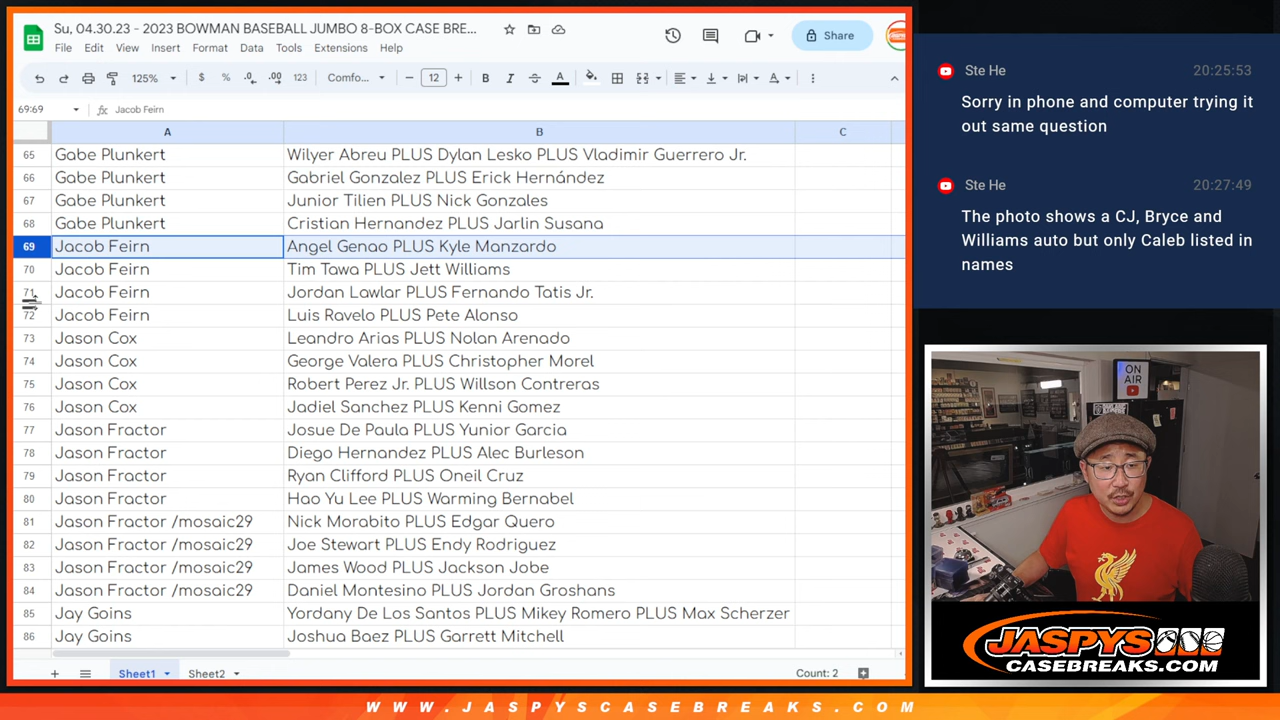 Su, 04.30.23 - 2023 BOWMAN BASEBALL JUMBO 8-BOX CASE BRE...
File Edit View Insert Format Data Tools Extensions Help
Share
125% $ % .0 .00 123 Comfo... 12 B I A
69:69 fx Jacob Feirn
A B C
65 Gabe Plunkert Wilyer Abreu PLUS Dylan Lesko PLUS Vladimir Guerrero Jr.
66 Gabe Plunkert Gabriel Gonzalez PLUS Erick Hernández
67 Gabe Plunkert Junior Tilien PLUS Nick Gonzales
68 Gabe Plunkert Cristian Hernandez PLUS Jarlin Susana
69 Jacob Feirn Angel Genao PLUS Kyle Manzardo
70 Jacob Feirn Tim Tawa PLUS Jett Williams
71 Jacob Feirn Jordan Lawlar PLUS Fernando Tatis Jr.
72 Jacob Feirn Luis Ravelo PLUS Pete Alonso
73 Jason Cox Leandro Arias PLUS Nolan Arenado
74 Jason Cox George Valera PLUS Christopher Morel
75 Jason Cox Robert Perez Jr. PLUS Willson Contreras
76 Jason Cox Jadiel Sanchez PLUS Kenni Gomez
77 Jason Fractor Josue De Paula PLUS Yunior Garcia
78 Jason Fractor Diego Hernandez PLUS Alec Burleson
79 Jason Fractor Ryan Clifford PLUS Oneil Cruz
80 Jason Fractor Hao Yu Lee PLUS Warming Bernabel
81 Jason Fractor /mosaic29 Nick Morabito PLUS Edgar Quero
82 Jason Fractor /mosaic29 Joe Stewart PLUS Endy Rodriguez
83 Jason Fractor /mosaic29 James Wood PLUS Jackson Jobe
84 Jason Fractor /mosaic29 Daniel Montesino PLUS Jordan Groshans
85 Jay Goins Yordany De Los Santos PLUS Mikey Romero PLUS Max Scherzer
86 Jay Goins Joshua Baez PLUS Garrett Mitchell
Sheet1 Sheet2 Count: 2
Ste He 20:25:53
Sorry in phone and computer trying it
out same question
Ste He 20:27:49
The photo shows a CJ, Bryce and
Williams auto but only Caleb listed in
names
ON
AIR
JASPYS
CASEBREAKS.COM
WWW.JASPYSCASEBREAKS.COM